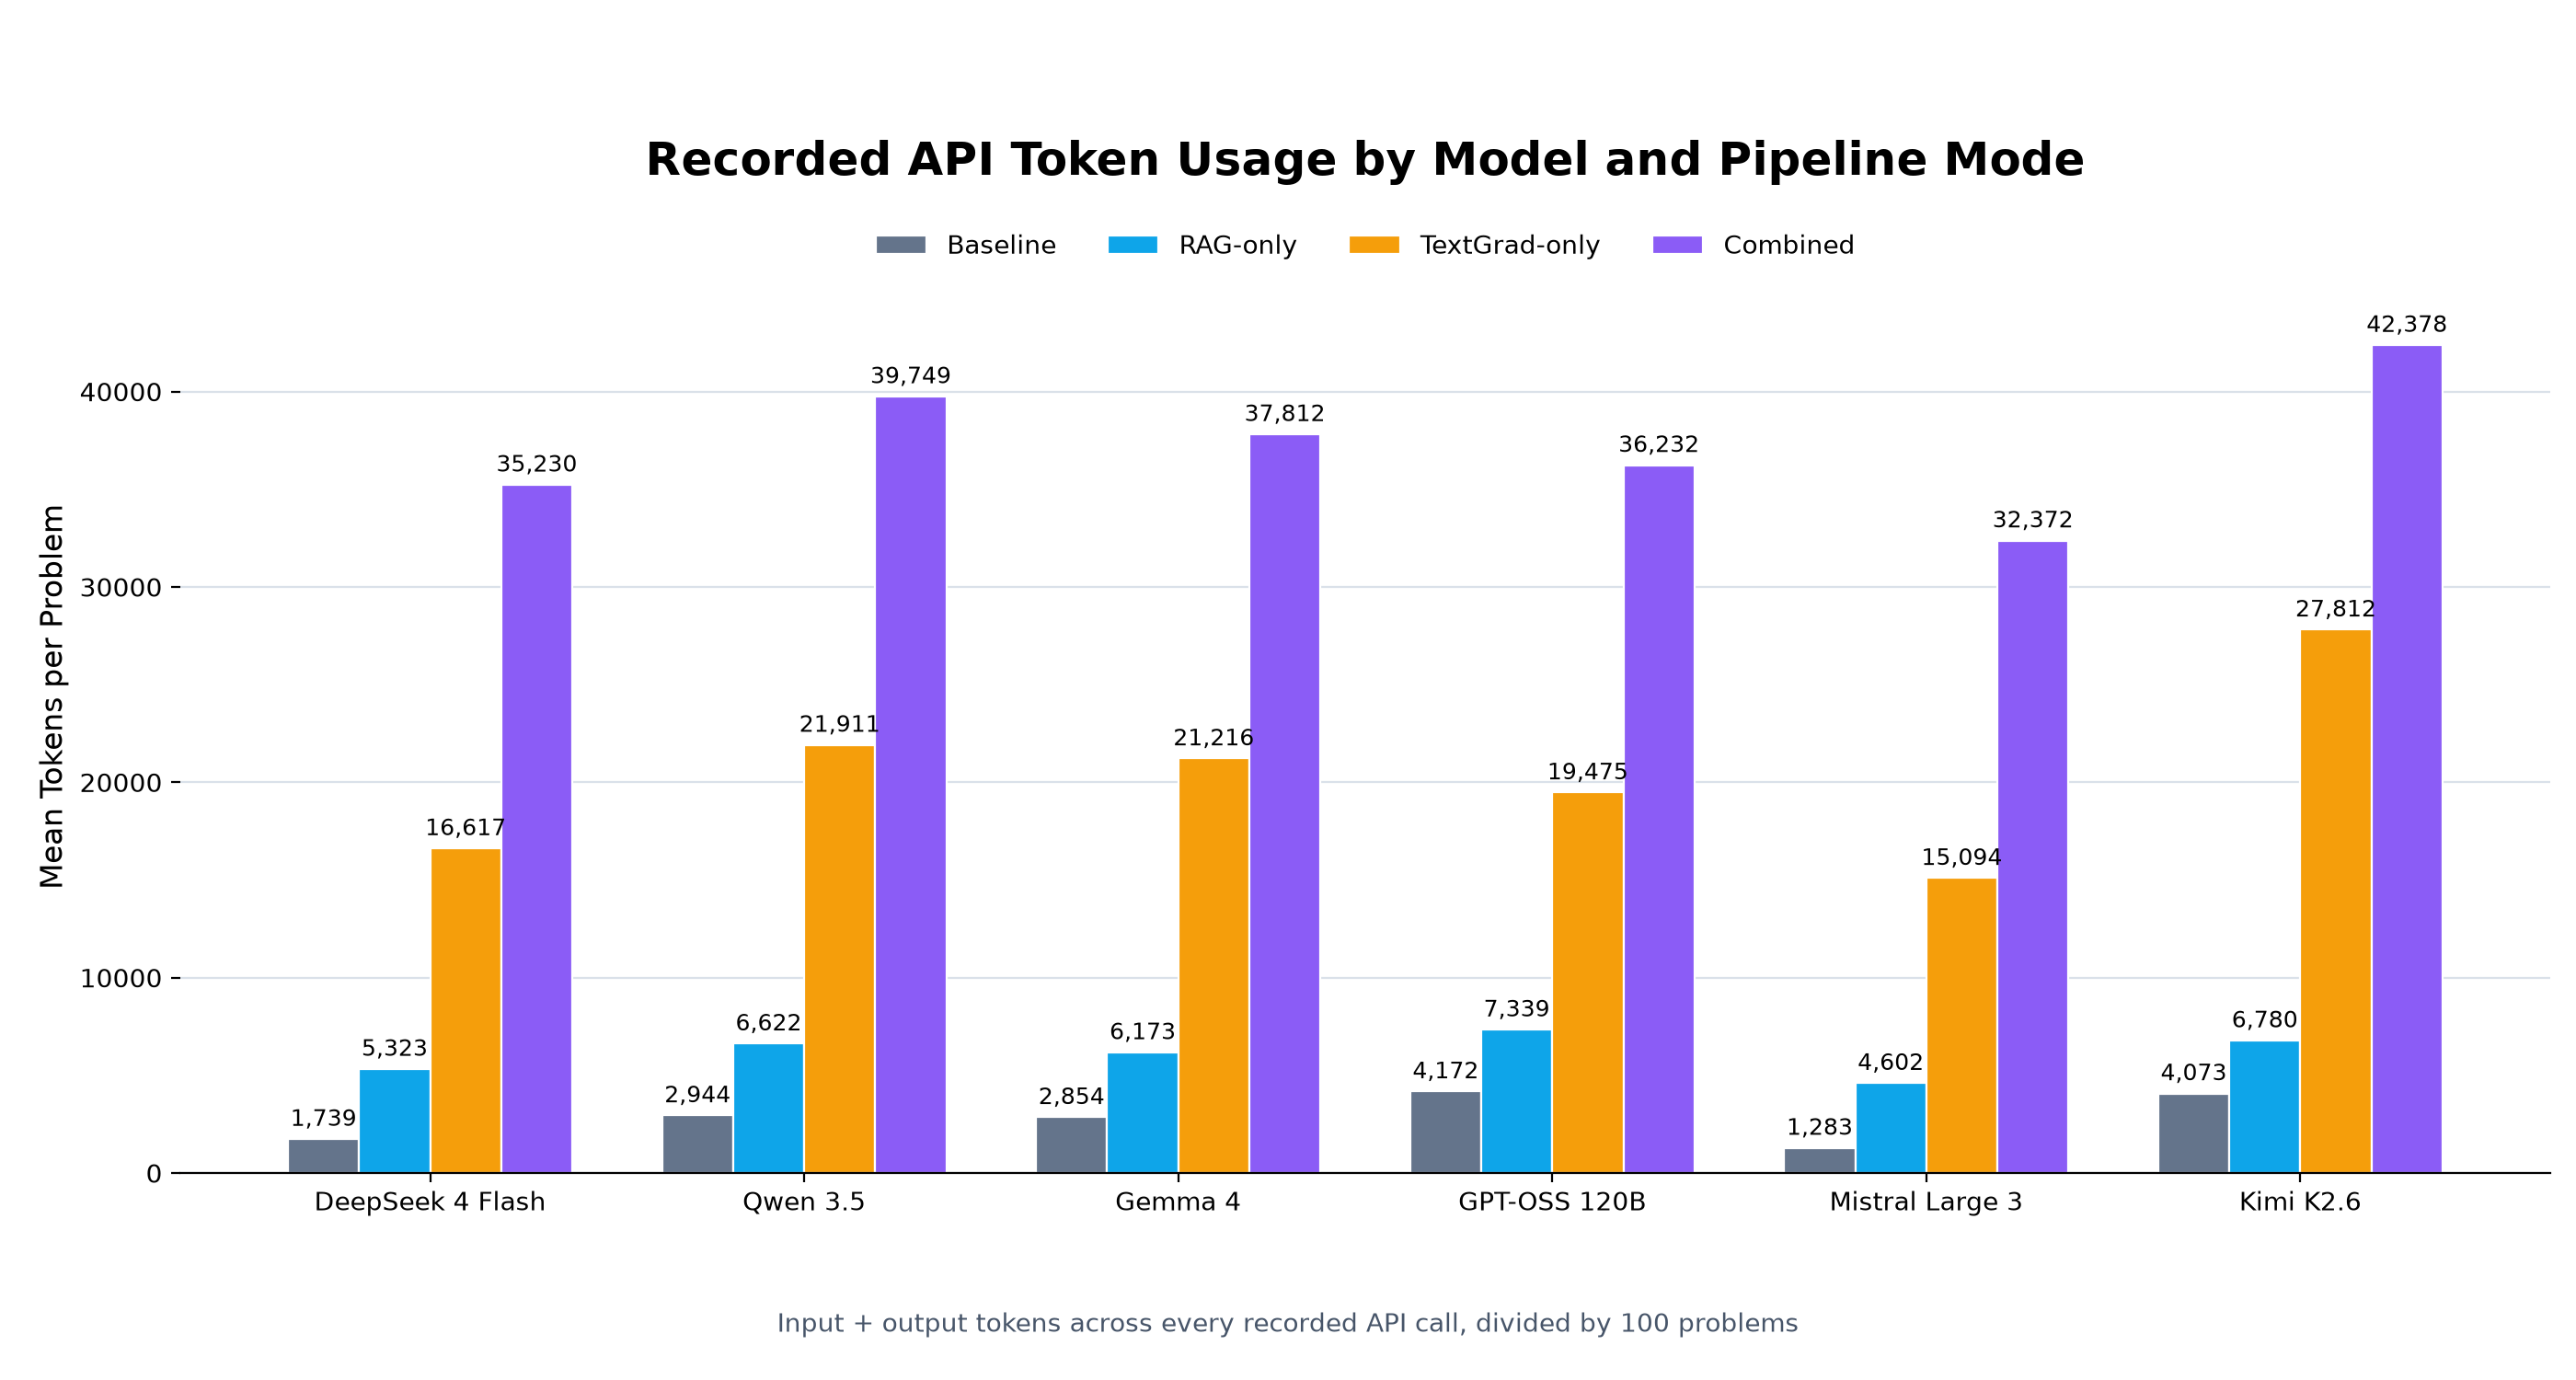 Recorded API Token Usage by Model and Pipeline Mode
Baseline RAG-only TextGrad-only Combined
Mean Tokens per Problem
40000
30000
20000
10000
0
1,739 5,323 16,617 35,230
2,944 6,622 21,911 39,749
2,854 6,173 21,216 37,812
4,172 7,339 19,475 36,232
1,283 4,602 15,094 32,372
4,073 6,780 27,812 42,378
DeepSeek 4 Flash Qwen 3.5 Gemma 4 GPT-OSS 120B Mistral Large 3 Kimi K2.6
Input + output tokens across every recorded API call, divided by 100 problems